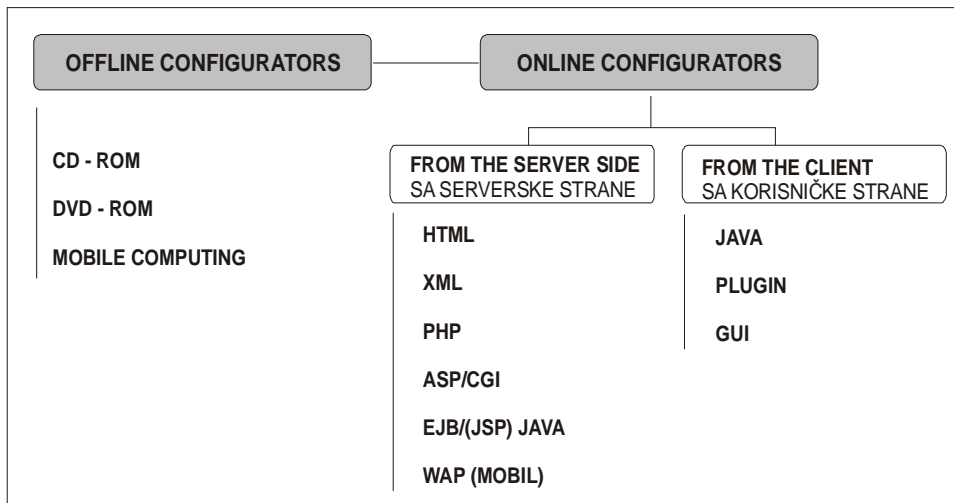 OFFLINE CONFIGURATORS
ONLINE CONFIGURATORS
CD - ROM
DVD - ROM
MOBILE COMPUTING
FROM THE SERVER SIDE
SA SERVERSKE STRANE
HTML
XML
PHP
ASP/CGI
EJB/(JSP) JAVA
WAP (MOBIL)
FROM THE CLIENT
SA KORISNIČKE STRANE
JAVA
PLUGIN
GUI